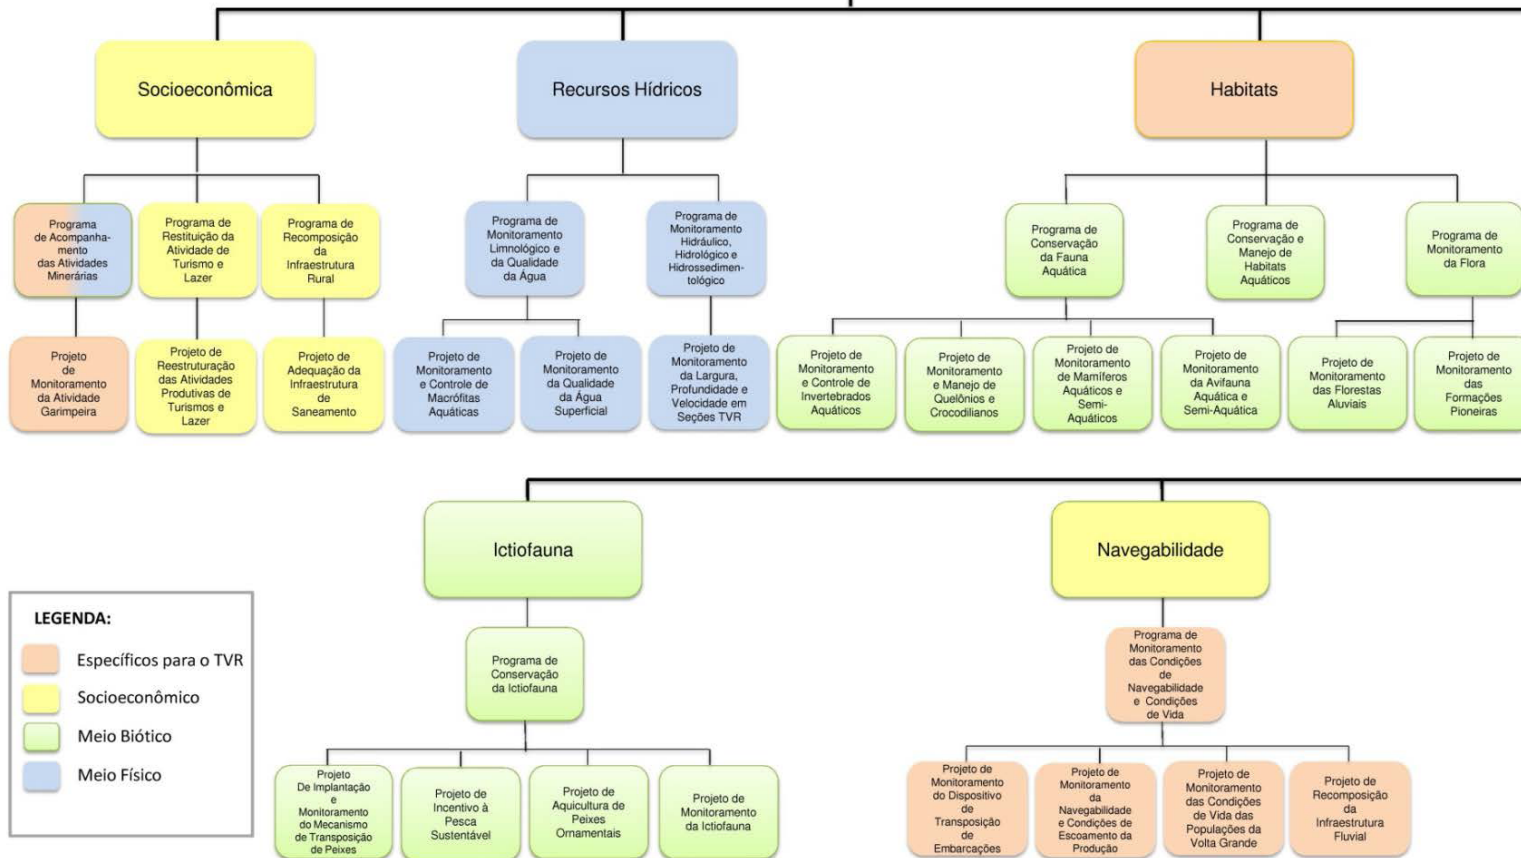 Socioeconômica
Recursos Hídricos
Habitats
Programa
de Acompanha-
mento
das Atividades
Minerárias
Programa de
Restituição da
Atividade de
Turismo e
Lazer
Programa de
Recomposição
da
Infraestrutura
Rural
Programa de
Monitoramento
Limnológico e
da Qualidade
da Água
Programa de
Monitoramento
Hidráulico,
Hidrológico e
Hidrossedimen-
tológico
Programa de
Conservação
da Fauna
Aquática
Programa de
Conservação e
Manejo de
Habitats
Aquáticos
Programa de
Monitoramento
da Flora
Projeto
de
Monitoramento
da Atividade
Garimpeira
Projeto de
Reestruturação
das Atividades
Produtivas de
Turismos e
Lazer
Projeto de
Adequação da
Infraestrutura
de
Saneamento
Projeto de
Monitoramento
e Controle de
Macrófitas
Aquáticas
Projeto de
Monitoramento
da Qualidade
da Água
Superficial
Projeto de
Monitoramento
da Largura,
Profundidade e
Velocidade em
Seções TVR
Projeto de
Monitoramento
e Controle de
Invertebrados
Aquáticos
Projeto de
Monitoramento
e Manejo de
Quelônios e
Crocodilianos
Projeto de
Monitoramento
de Mamíferos
Aquáticos e
Semi-
Aquáticos
Projeto de
Monitoramento
da Avifauna
Aquática e
Semi-Aquática
Projeto de
Monitoramento
das Florestas
Aluviais
Projeto de
Monitoramento
das
Formações
Pioneiras
Ictiofauna
Navegabilidade
Programa de
Conservação
da Ictiofauna
Programa de
Monitoramento
das Condições
de
Navegabilidade
e Condições
de Vida
Projeto
De Implantação
e
Monitoramento
do Mecanismo
de Transposição
de Peixes
Projeto de
Incentivo à
Pesca
Sustentável
Projeto de
Aquicultura de
Peixes
Ornamentais
Projeto de
Monitoramento
da Ictiofauna
Projeto de
Monitoramento
do Dispositivo
de
Transposição
de
Embarcações
Projeto de
Monitoramento
da
Navegabilidade
e Condições de
Escoamento da
Produção
Projeto de
Monitoramento
das Condições
de Vida das
Populações da
Volta Grande
Projeto de
Recomposição
da
Infraestrutura
Fluvial
LEGENDA:
Específicos para o TVR
Socioeconômico
Meio Biótico
Meio Físico